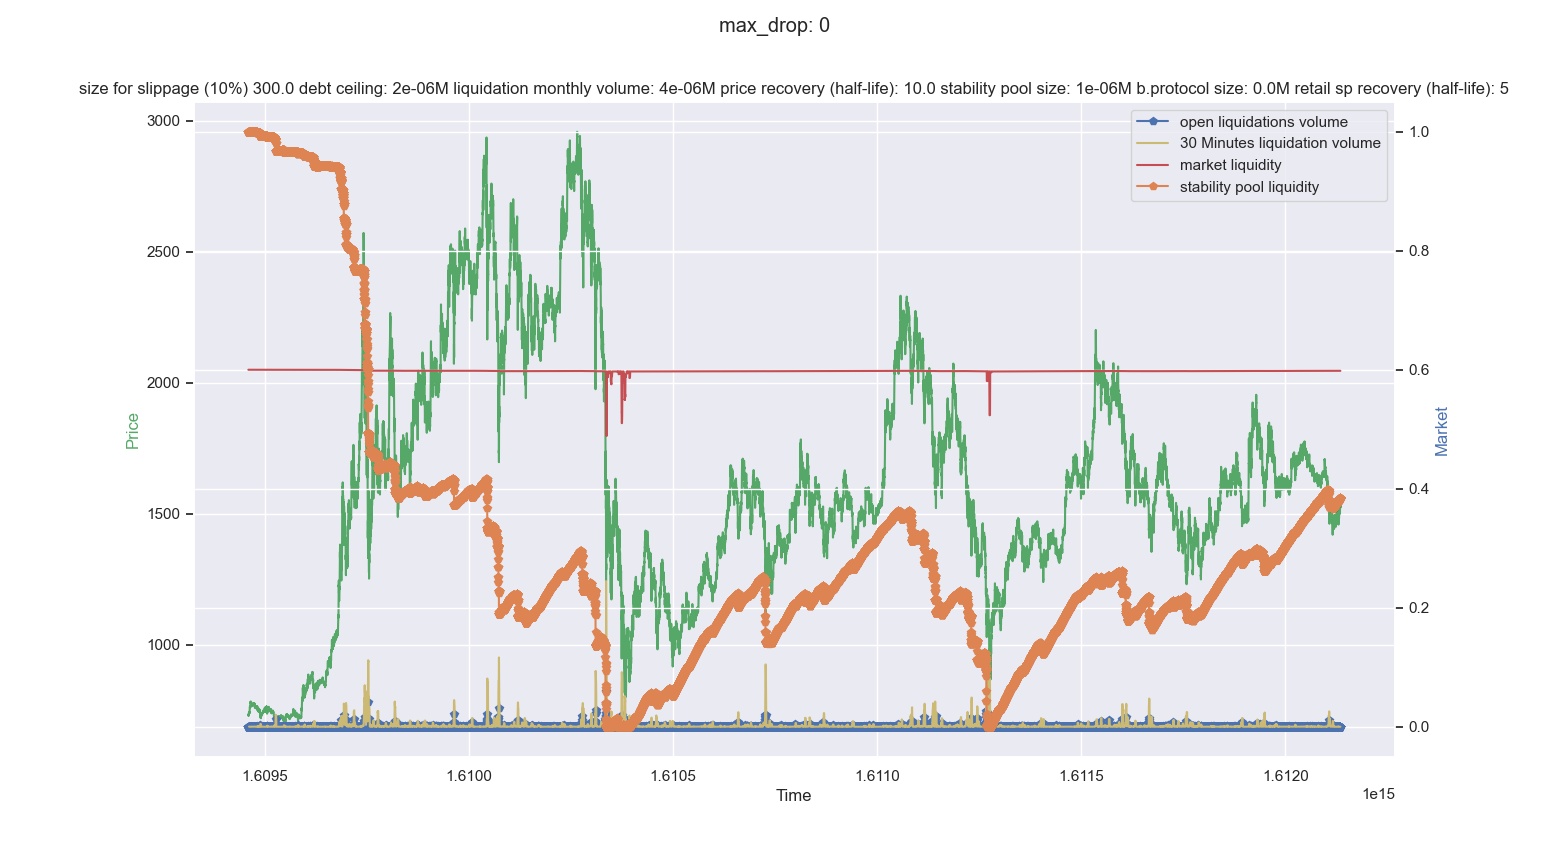 max_drop: 0
size for slippage (10%) 300.0 debt ceiling: 2e-06M liquidation monthly volume: 4e-06M price recovery (half-life): 10.0 stability pool size: 1e-06M b.protocol size: 0.0M retail sp recovery (half-life): 5
open liquidations volume
30 Minutes liquidation volume
market liquidity
stability pool liquidity
3000
2500
2000
1500
1000
Price
1.0
0.8
0.6
0.4
0.2
0.0
Market
1.6095 1.6100 1.6105 1.6110 1.6115 1.6120
1e15
Time